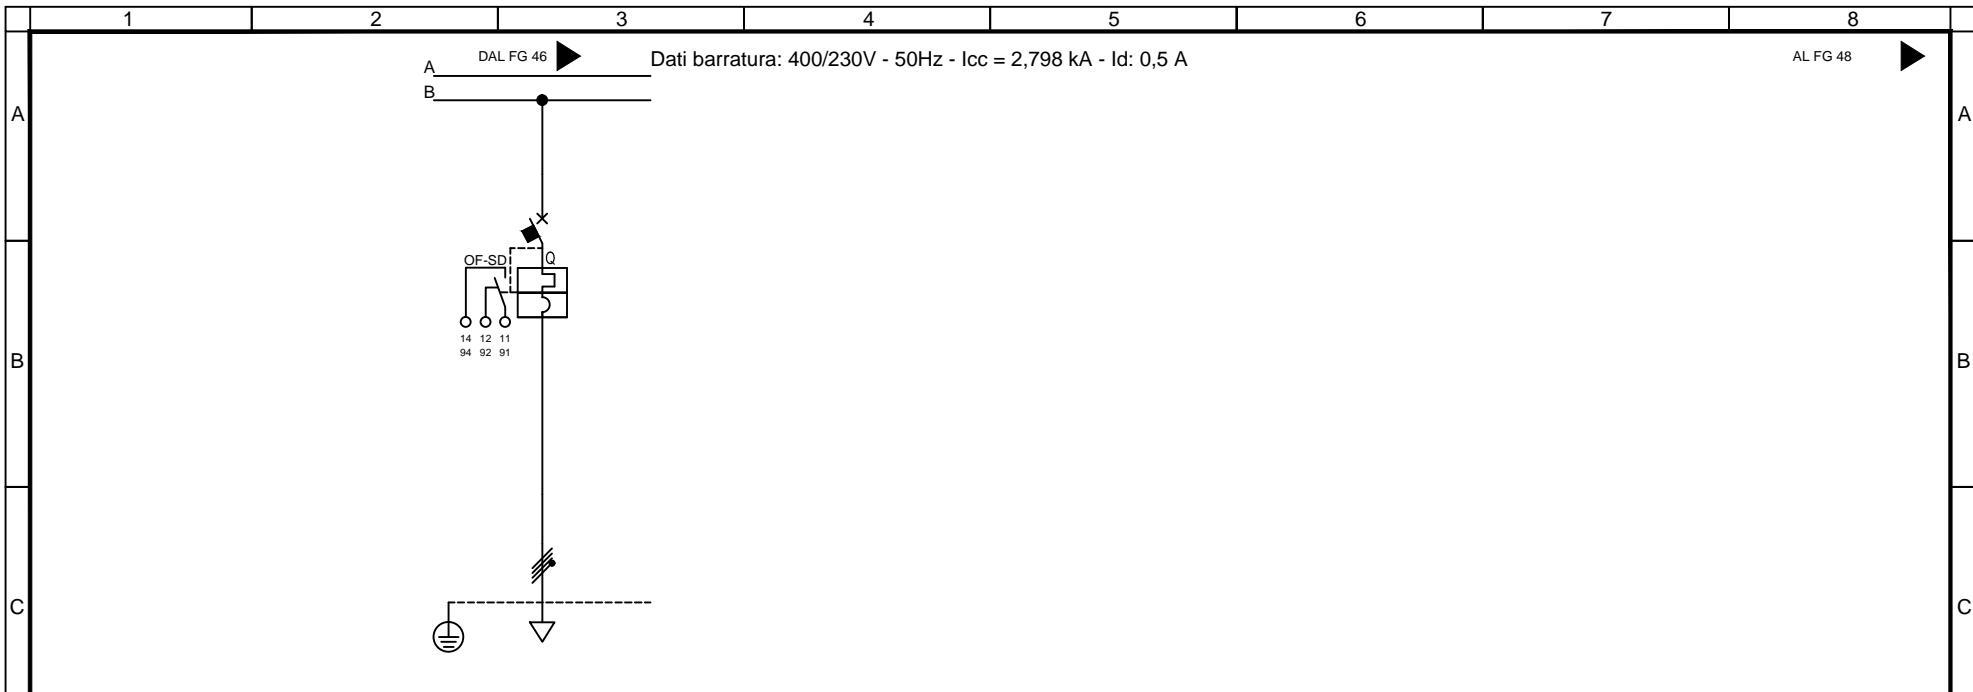 1 2 3 4 5 6 7 8
DAL FG 46 Dati barratura: 400/230V - 50Hz - Icc = 2,798 kA - Id: 0,5 A AL FG 48
A
B
A A
OF-SD Q
14 12 11
94 92 91
B B
C C